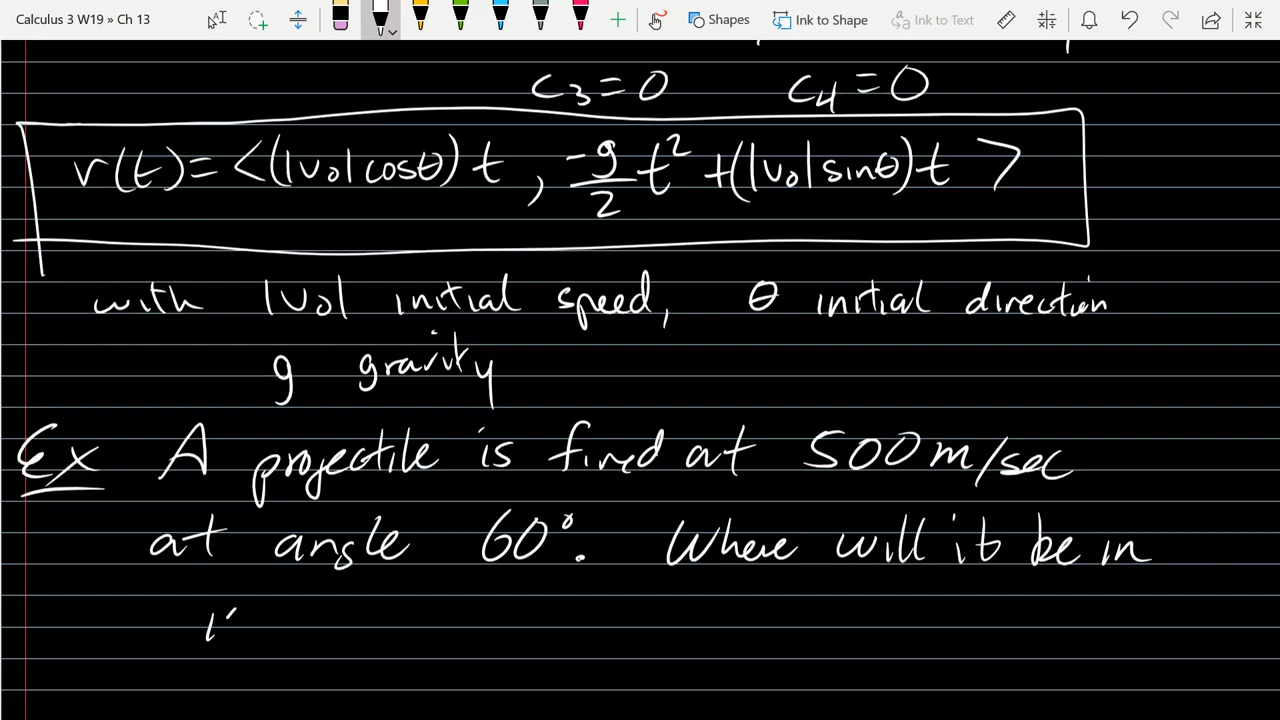 Calculus 3 W19 » Ch 13
Shapes
Ink to Shape
Ink to Text
c₃ = 0 c₄ = 0
r(t) = <(|v₀| cosθ) t , -g/2 t² + (|v₀| sinθ) t >
with |v₀| initial speed, θ initial direction
g gravity
Ex A projectile is fired at 500 m/sec
at angle 60°. Where will it be in